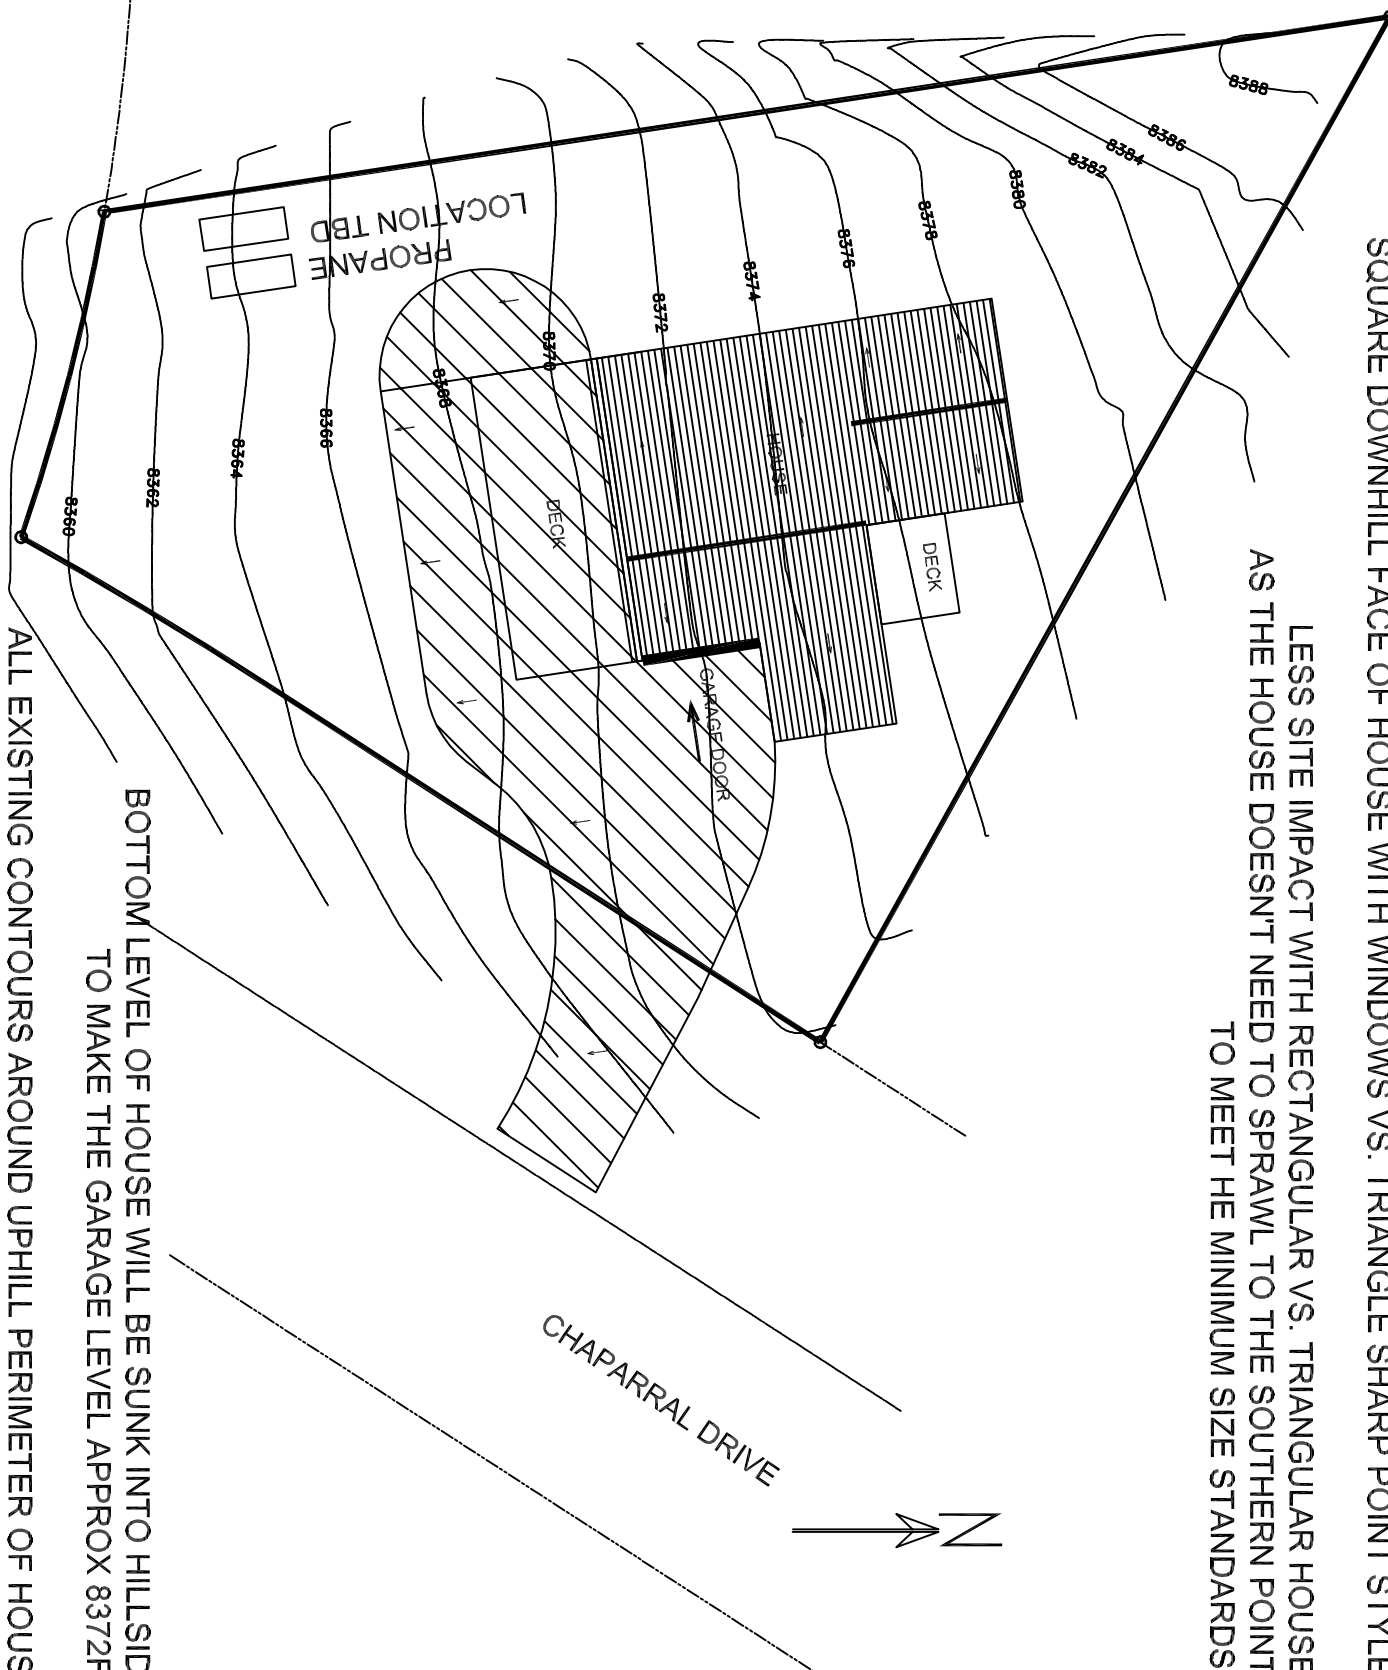 SQUARE DOWNHILL FACE OF HOUSE WITH WINDOWS VS. TRIANGLE SHARP POINT STYLE
LESS SITE IMPACT WITH RECTANGULAR VS. TRIANGULAR HOUSE
AS THE HOUSE DOESN'T NEED TO SPRAWL TO THE SOUTHERN POINT
TO MEET HE MINIMUM SIZE STANDARDS
8388
8386
8384
8382
8380
8378
8376
8374
8372
8370
8368
8366
8364
8362
8360
PROPANE
LOCATION TBD
HOUSE
DECK
DECK
GARAGE DOOR
CHAPARRAL DRIVE
N
BOTTOM LEVEL OF HOUSE WILL BE SUNK INTO HILLSID
TO MAKE THE GARAGE LEVEL APPROX 8372F
ALL EXISTING CONTOURS AROUND UPHILL PERIMETER OF HOUS